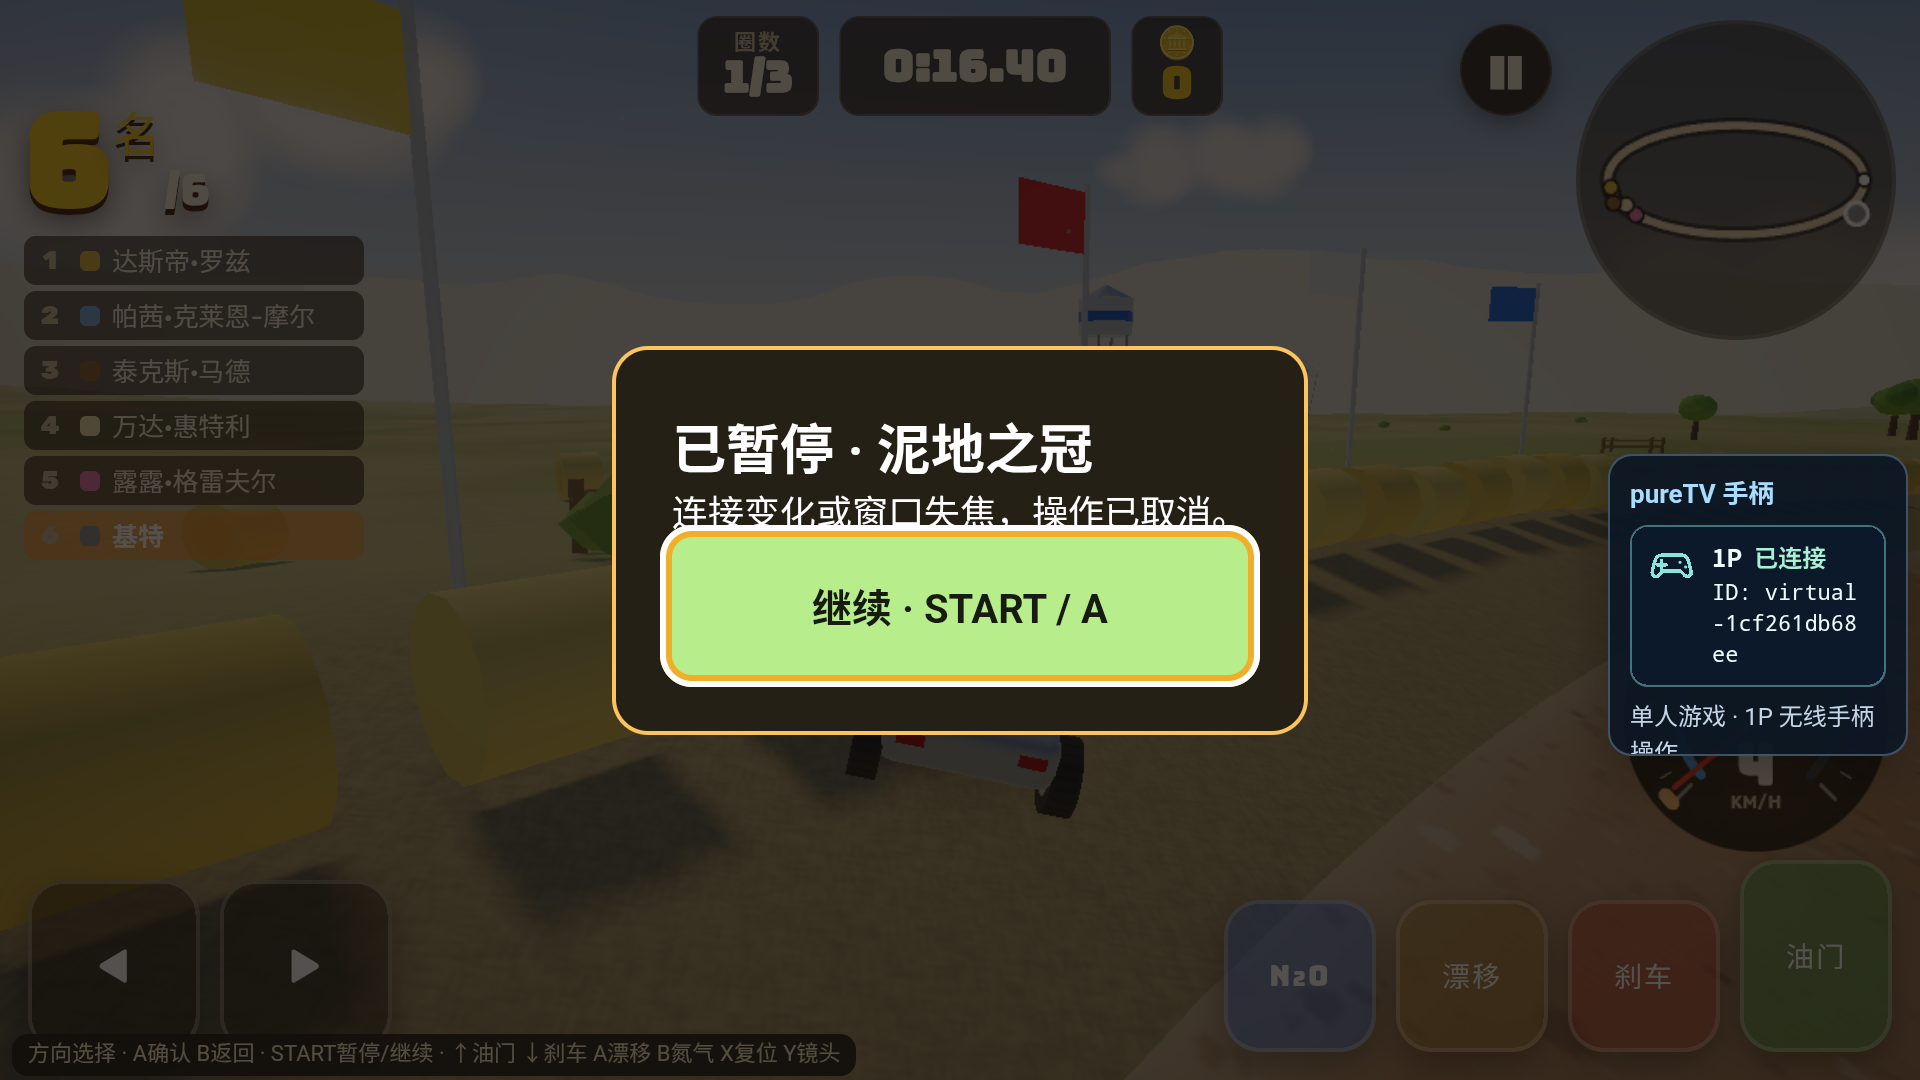 圈数
1/3
0:16.40
0
6名
/6
1 达斯帝•罗兹
2 帕茜•克莱恩-摩尔
3 泰克斯•马德
4 万达•惠特利
5 露露•格雷夫尔
6 基特
已暂停 · 泥地之冠
连接变化或窗口失焦，操作已取消。
继续 · START / A
pureTV 手柄
1P 已连接
ID: virtual
-1cf261db68
ee
单人游戏 · 1P 无线手柄
操作
4
KM/H
N2O
漂移
刹车
油门
方向选择 · A确认 B返回 · START暂停/继续 · ↑油门 ↓刹车 A漂移 B氮气 X复位 Y镜头